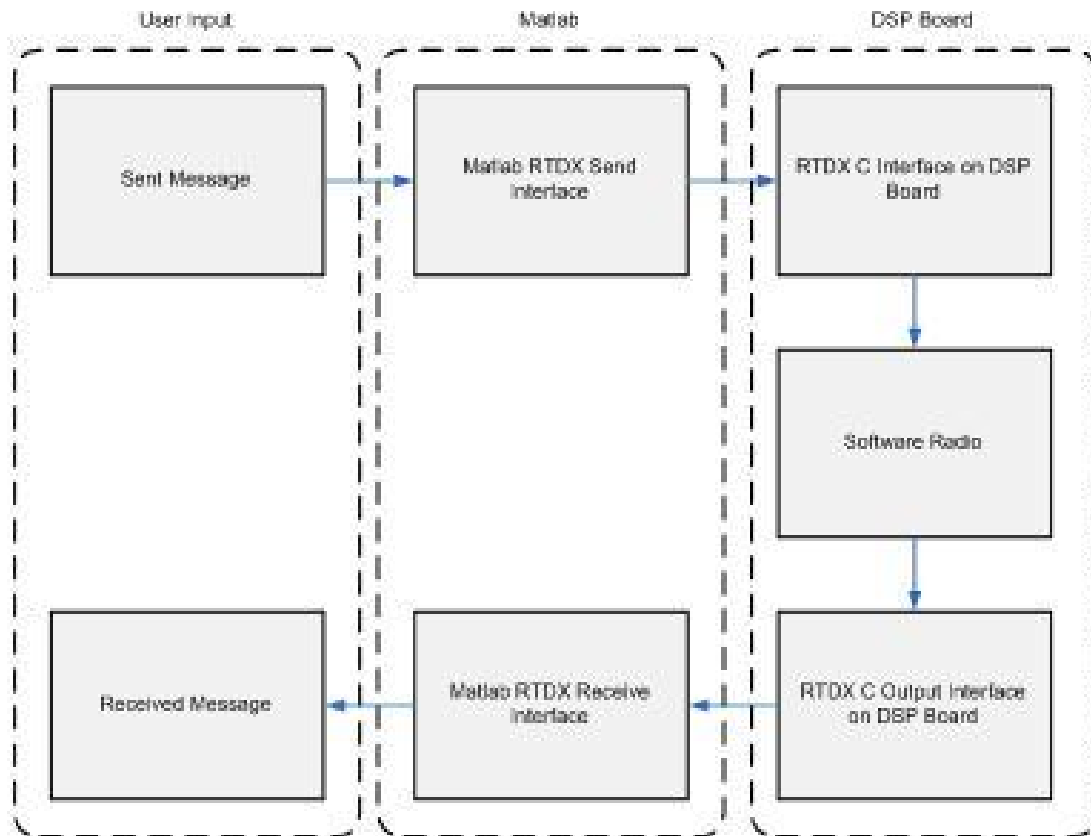 User Input
Matlab
DSP Board
Sent Message
Matlab RTDX Send
Interface
RTDX C Interface on DSP
Board
Software Radio
Received Message
Matlab RTDX Receive
Interface
RTDX C Output Interface
on DSP Board